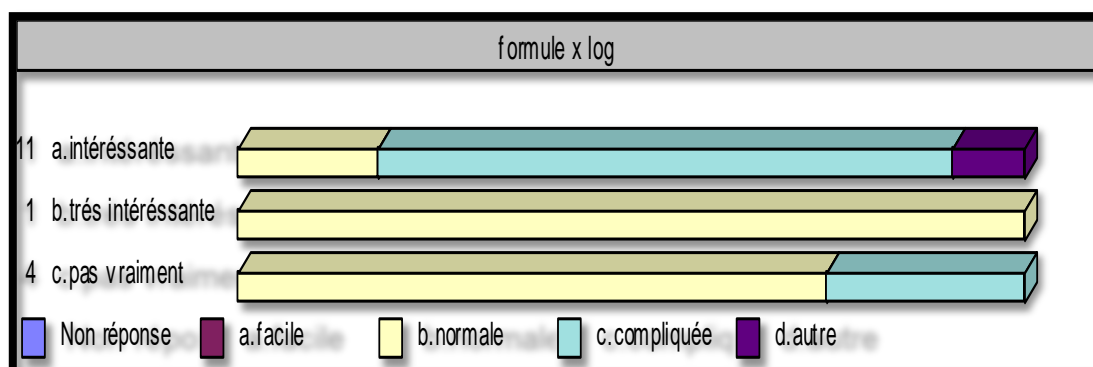 formule x log
11 a.intéréssante
1 b.trés intéréssante
4 c.pas vraiment
Non réponse a.facile b.normale c.compliquée d.autre